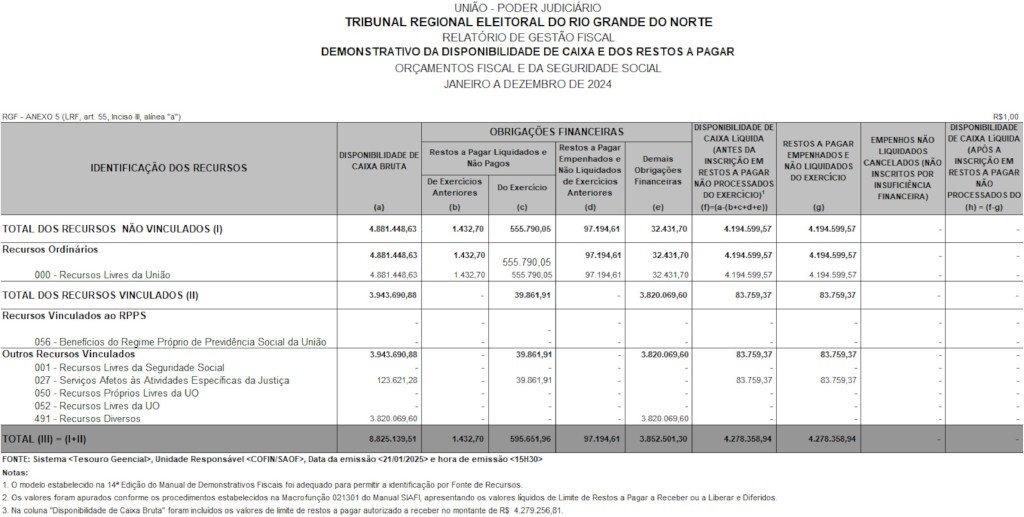 UNIÃO - PODER JUDICIÁRIO
TRIBUNAL REGIONAL ELEITORAL DO RIO GRANDE DO NORTE
RELATÓRIO DE GESTÃO FISCAL
DEMONSTRATIVO DA DISPONIBILIDADE DE CAIXA E DOS RESTOS A PAGAR
ORÇAMENTOS FISCAL E DA SEGURIDADE SOCIAL
JANEIRO A DEZEMBRO DE 2024
RGF - ANEXO 5 (LRF, art. 55, Inciso III, alínea "a") R$1,00
IDENTIFICAÇÃO DOS RECURSOS
DISPONIBILIDADE DE
CAIXA BRUTA
(a)
OBRIGAÇÕES FINANCEIRAS
Restos a Pagar Liquidados e
Não Pagos
De Exercícios
Anteriores
(b)
Do Exercício
(c)
Restos a Pagar
Empenhados e
Não Liquidados
de Exercícios
Anteriores
(d)
Demais
Obrigações
Financeiras
(e)
DISPONIBILIDADE DE
CAIXA LíQUIDA
(ANTES DA
INSCRIÇÃO EM
RESTOS A PAGAR
NÃO PROCESSADOS
DO EXERCÍCIO)1
(f)=(a-(b+c+d+e))
RESTOS A PAGAR
EMPENHADOS E
NÃO LIQUIDADOS
DO EXERCÍCIO
(g)
EMPENHOS NÃO
LIQUIDADOS
CANCELADOS (NÃO
INSCRITOS POR
INSUFICIÊNCIA
FINANCEIRA)
DISPONIBILIDADE
DE CAIXA LÍQUIDA
(APÓS A
INSCRIÇÃO EM
RESTOS A PAGAR
NÃO
PROCESSADOS DO
(h) = (f-g)
TOTAL DOS RECURSOS NÃO VINCULADOS (I) 4.881.448,63 1.432,70 555.790,05 97.194,61 32.431,70 4.194.599,57 4.194.599,57 - -
Recursos Ordinários 4.881.448,63 1.432,70 555.790,05 97.194,61 32.431,70 4.194.599,57 4.194.599,57 - -
000 - Recursos Livres da União 4.881.448,63 1.432,70 555.790,05 97.194,61 32.431,70 4.194.599,57 4.194.599,57 - -
TOTAL DOS RECURSOS VINCULADOS (II) 3.943.690,88 - 39.861,91 - 3.820.069,60 83.759,37 83.759,37 - -
Recursos Vinculados ao RPPS - - - - - - - - -
056 - Benefícios do Regime Próprio de Previdência Social da União - - - - - - - - -
Outros Recursos Vinculados 3.943.690,88 - 39.861,91 - 3.820.069,60 83.759,37 83.759,37 - -
001 - Recursos Livres da Seguridade Social - - - - - - - - -
027 - Serviços Afetos às Atividades Específicas da Justiça 123.621,28 - 39.861,91 - - 83.759,37 83.759,37 - -
050 - Recursos Próprios Livres da UO - - - - - - - - -
052 - Recursos Livres da UO - - - - - - - - -
491 - Recursos Diversos 3.820.069,60 - - - 3.820.069,60 - - - -
TOTAL (III) = (I+II) 8.825.139,51 1.432,70 595.651,96 97.194,61 3.852.501,30 4.278.358,94 4.278.358,94 - -
FONTE: Sistema <Tesouro Geencial>, Unidade Responsável <COFIN/SAOF>, Data da emissão <21/01/2025> e hora de emissão <15H30>
Notas:
1. O modelo estabelecido na 14ª Edição do Manual de Demonstrativos Fiscais foi adequado para permitir a identificação por Fonte de Recursos.
2. Os valores foram apurados conforme os procedimentos estabelecidos na Macrofunção 021301 do Manual SIAFI, apresentando os valores líquidos de Limite de Restos a Pagar a Receber ou a Liberar e Diferidos.
3. Na coluna "Disponibilidade de Caixa Bruta" foram incluídos os valores de limite de restos a pagar autorizado a receber no montante de R$ 4.279.256,81.